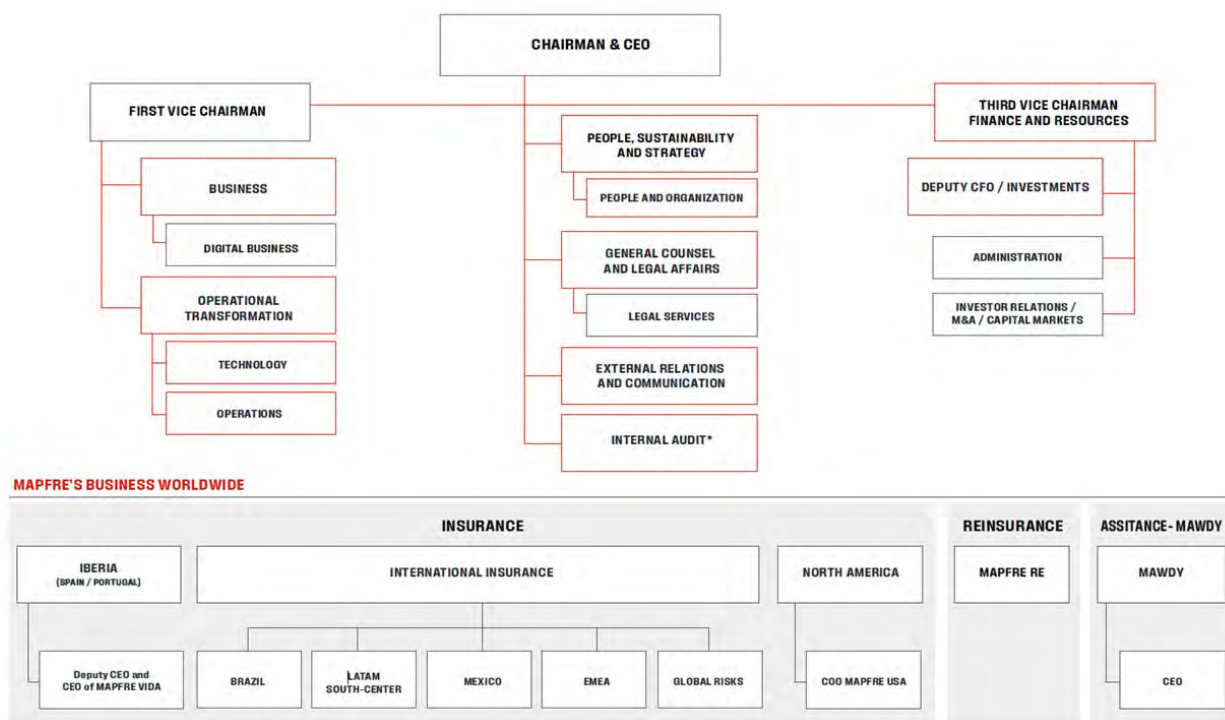 CHAIRMAN & CEO
FIRST VICE CHAIRMAN
THIRD VICE CHAIRMAN
FINANCE AND RESOURCES
PEOPLE, SUSTAINABILITY
AND STRATEGY
PEOPLE AND ORGANIZATION
BUSINESS
DIGITAL BUSINESS
DEPUTY CFO / INVESTMENTS
GENERAL COUNSEL
AND LEGAL AFFAIRS
LEGAL SERVICES
ADMINISTRATION
OPERATIONAL
TRANSFORMATION
INVESTOR RELATIONS /
M&A / CAPITAL MARKETS
TECHNOLOGY
EXTERNAL RELATIONS
AND COMMUNICATION
OPERATIONS
INTERNAL AUDIT*
MAPFRE'S BUSINESS WORLDWIDE
INSURANCE
REINSURANCE
ASSITANCE- MAWDY
IBERIA
(SPAIN / PORTUGAL)
INTERNATIONAL INSURANCE
NORTH AMERICA
MAPFRE RE
MAWDY
Deputy CEO and
CEO of MAPFRE VIDA
BRAZIL
LATAM
SOUTH-CENTER
MEXICO
EMEA
GLOBAL RISKS
COO MAPFRE USA
CEO